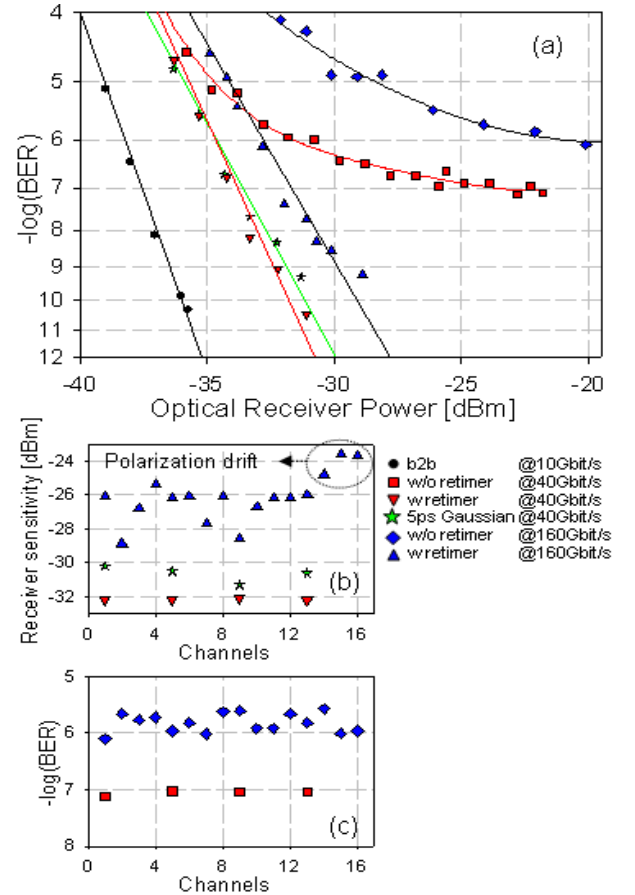 4
(a)
5
6
7
8
9
10
11
12
-log(BER)
-40 -35 -30 -25 -20
Optical Receiver Power [dBm]
Receiver sensitivity [dBm]
-24
-26
-28
-30
-32
Polarization drift
(b)
0 4 8 12 16
Channels
b2b @10Gbit/s
w/o retimer @40Gbit/s
w retimer @40Gbit/s
5ps Gaussian @40Gbit/s
w/o retimer @160Gbit/s
w retimer @160Gbit/s
5
6
7
8
-log(BER)
(c)
0 4 8 12 16
Channels